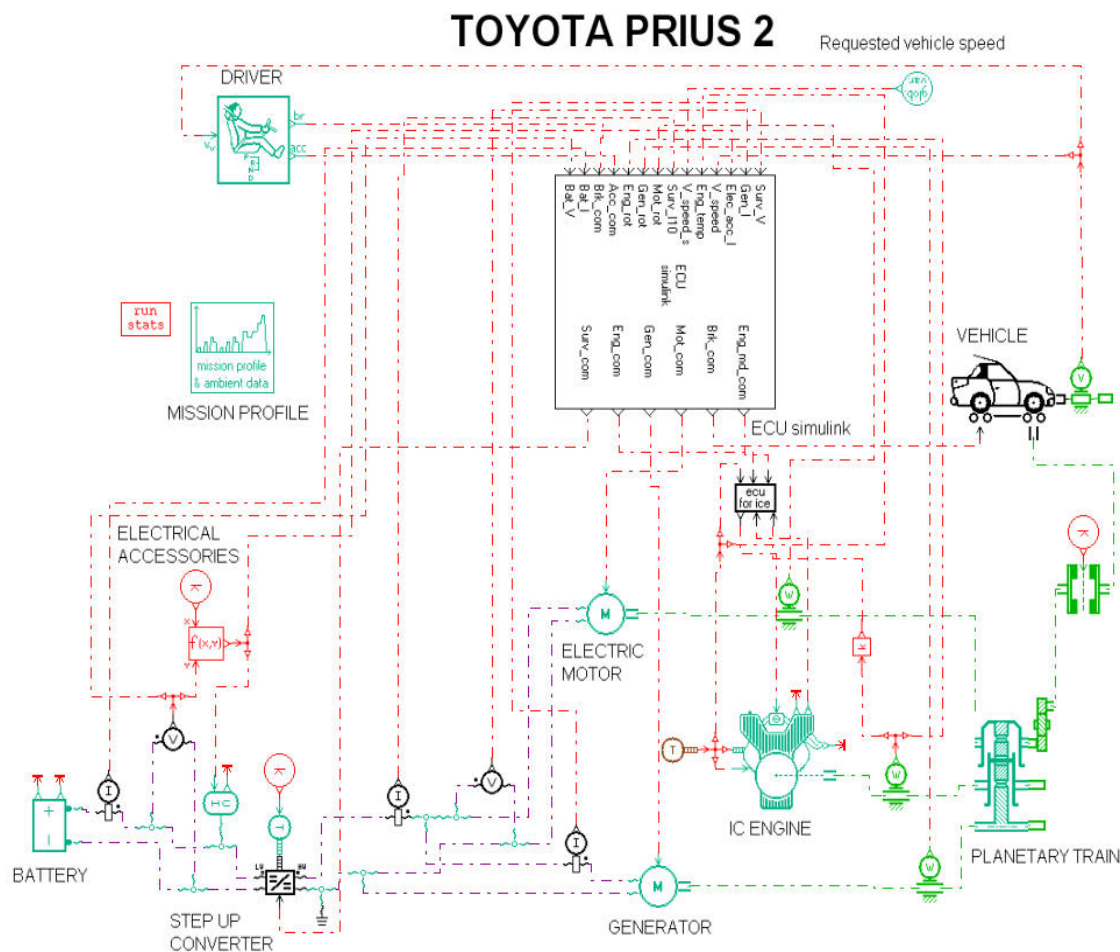 TOYOTA PRIUS 2
Requested vehicle speed
DRIVER
glob.
var.
br
acc
Bat_V
Bat_I
Brk_com
Acc_com
Eng_rot
Gen_rot
Mot_rot
Surv_I10
V_speed_s
Eng_temp
V_speed
Elec_acc_I
Gen_I
Surv_V
ECU
simulink
Surv_com
Eng_com
Gen_com
Mot_com
Brk_com
Eng_md_com
ECU simulink
run
stats
mission profile
& ambient data
MISSION PROFILE
VEHICLE
V
ecu
for ice
ELECTRICAL
ACCESSORIES
K
K
x
f(x,y)
y
M
ELECTRIC
MOTOR
W
K
V
I
K
T
I
V
I
T
W
IC ENGINE
PLANETARY TRAIN
BATTERY
STEP UP
CONVERTER
M
GENERATOR
W